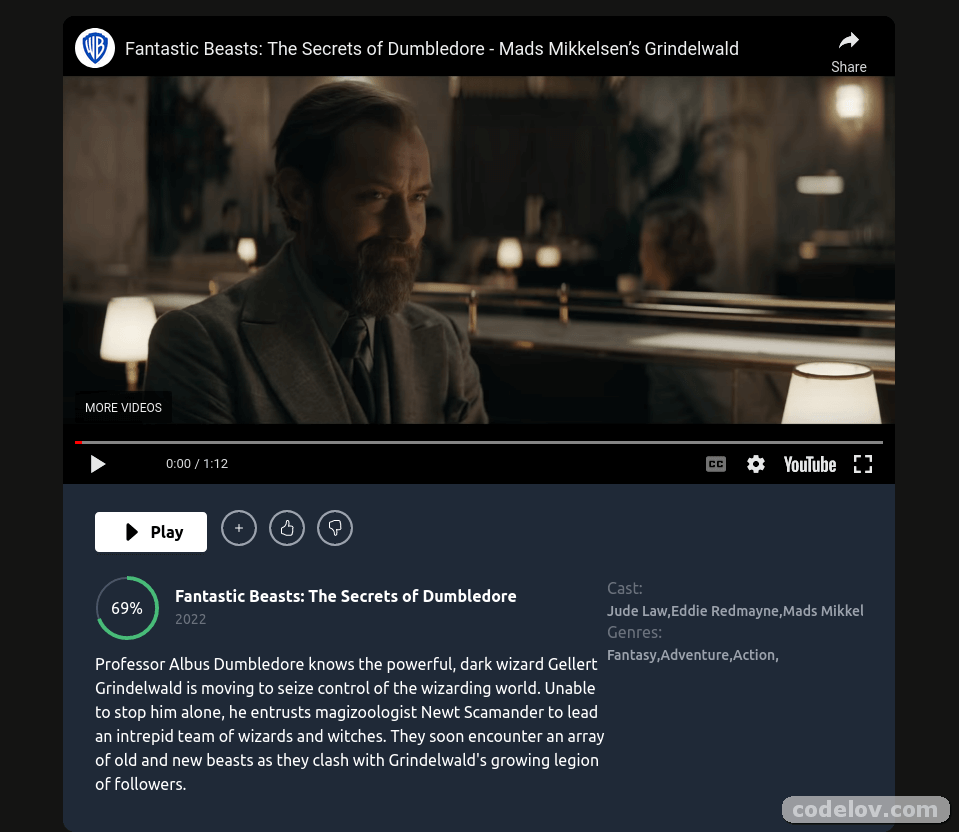 WB
Fantastic Beasts: The Secrets of Dumbledore - Mads Mikkelsen’s Grindelwald
Share
MORE VIDEOS
0:00 / 1:12
CC
YouTube
Play
69%
Fantastic Beasts: The Secrets of Dumbledore
2022
Professor Albus Dumbledore knows the powerful, dark wizard Gellert
Grindelwald is moving to seize control of the wizarding world. Unable
to stop him alone, he entrusts magizoologist Newt Scamander to lead
an intrepid team of wizards and witches. They soon encounter an array
of old and new beasts as they clash with Grindelwald's growing legion
of followers.
Cast:
Jude Law,Eddie Redmayne,Mads Mikkel
Genres:
Fantasy,Adventure,Action,
codelov.com